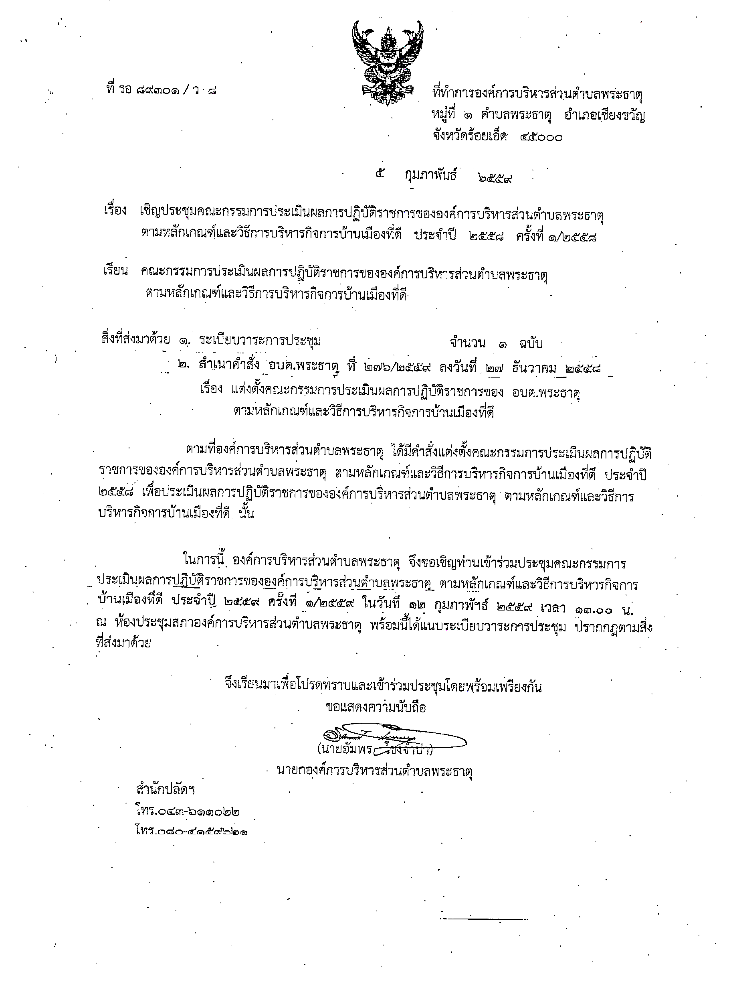 ที่ รอ ๘๙๓๐๑ / ว ๘
ที่ทำการองค์การบริหารส่วนตำบลพระธาตุ
หมู่ที่ ๑ ตำบลพระธาตุ อำเภอเชียงขวัญ
จังหวัดร้อยเอ็ด ๔๕๐๐๐
๕ กุมภาพันธ์ ๒๕๕๙
เรื่อง เชิญประชุมคณะกรรมการประเมินผลการปฏิบัติราชการขององค์การบริหารส่วนตำบลพระธาตุ
ตามหลักเกณฑ์และวิธีการบริหารกิจการบ้านเมืองที่ดี ประจำปี ๒๕๕๘ ครั้งที่ ๑/๒๕๕๘
เรียน คณะกรรมการประเมินผลการปฏิบัติราชการขององค์การบริหารส่วนตำบลพระธาตุ
ตามหลักเกณฑ์และวิธีการบริหารกิจการบ้านเมืองที่ดี
สิ่งที่ส่งมาด้วย ๑. ระเบียบวาระการประชุม จำนวน ๑ ฉบับ
๒. สำเนาคำสั่ง อบต.พระธาตุ ที่ ๒๗๖/๒๕๕๙ ลงวันที่ ๒๗ ธันวาคม ๒๕๕๘
เรื่อง แต่งตั้งคณะกรรมการประเมินผลการปฏิบัติราชการของ อบต.พระธาตุ
ตามหลักเกณฑ์และวิธีการบริหารกิจการบ้านเมืองที่ดี
ตามที่องค์การบริหารส่วนตำบลพระธาตุ ได้มีคำสั่งแต่งตั้งคณะกรรมการประเมินผลการปฏิบัติ
ราชการขององค์การบริหารส่วนตำบลพระธาตุ ตามหลักเกณฑ์และวิธีการบริหารกิจการบ้านเมืองที่ดี ประจำปี
๒๕๕๘ เพื่อประเมินผลการปฏิบัติราชการขององค์การบริหารส่วนตำบลพระธาตุ ตามหลักเกณฑ์และวิธีการ
บริหารกิจการบ้านเมืองที่ดี นั้น
ในการนี้ องค์การบริหารส่วนตำบลพระธาตุ จึงขอเชิญท่านเข้าร่วมประชุมคณะกรรมการ
ประเมินผลการปฏิบัติราชการขององค์การบริหารส่วนตำบลพระธาตุ ตามหลักเกณฑ์และวิธีการบริหารกิจการ
บ้านเมืองที่ดี ประจำปี ๒๕๕๙ ครั้งที่ ๑/๒๕๕๙ ในวันที่ ๑๒ กุมภาพัฯธ์ ๒๕๕๙ เวลา ๑๓.๐๐ น.
ณ ห้องประชุมสภาองค์การบริหารส่วนตำบลพระธาตุ พร้อมนี้ได้แนบระเบียบวาระการประชุม ปรากกฎตามสิ่ง
ที่ส่งมาด้วย
จึงเรียนมาเพื่อโปรดทราบและเข้าร่วมประชุมโดยพร้อมเพรียงกัน
ขอแสดงความนับถือ
(นายอัมพร โขงจำปา)
นายกองค์การบริหารส่วนตำบลพระธาตุ
สำนักปลัดฯ
โทร.๐๔๓-๖๑๑๐๒๒
โทร.๐๘๐-๔๑๕๙๖๒๑